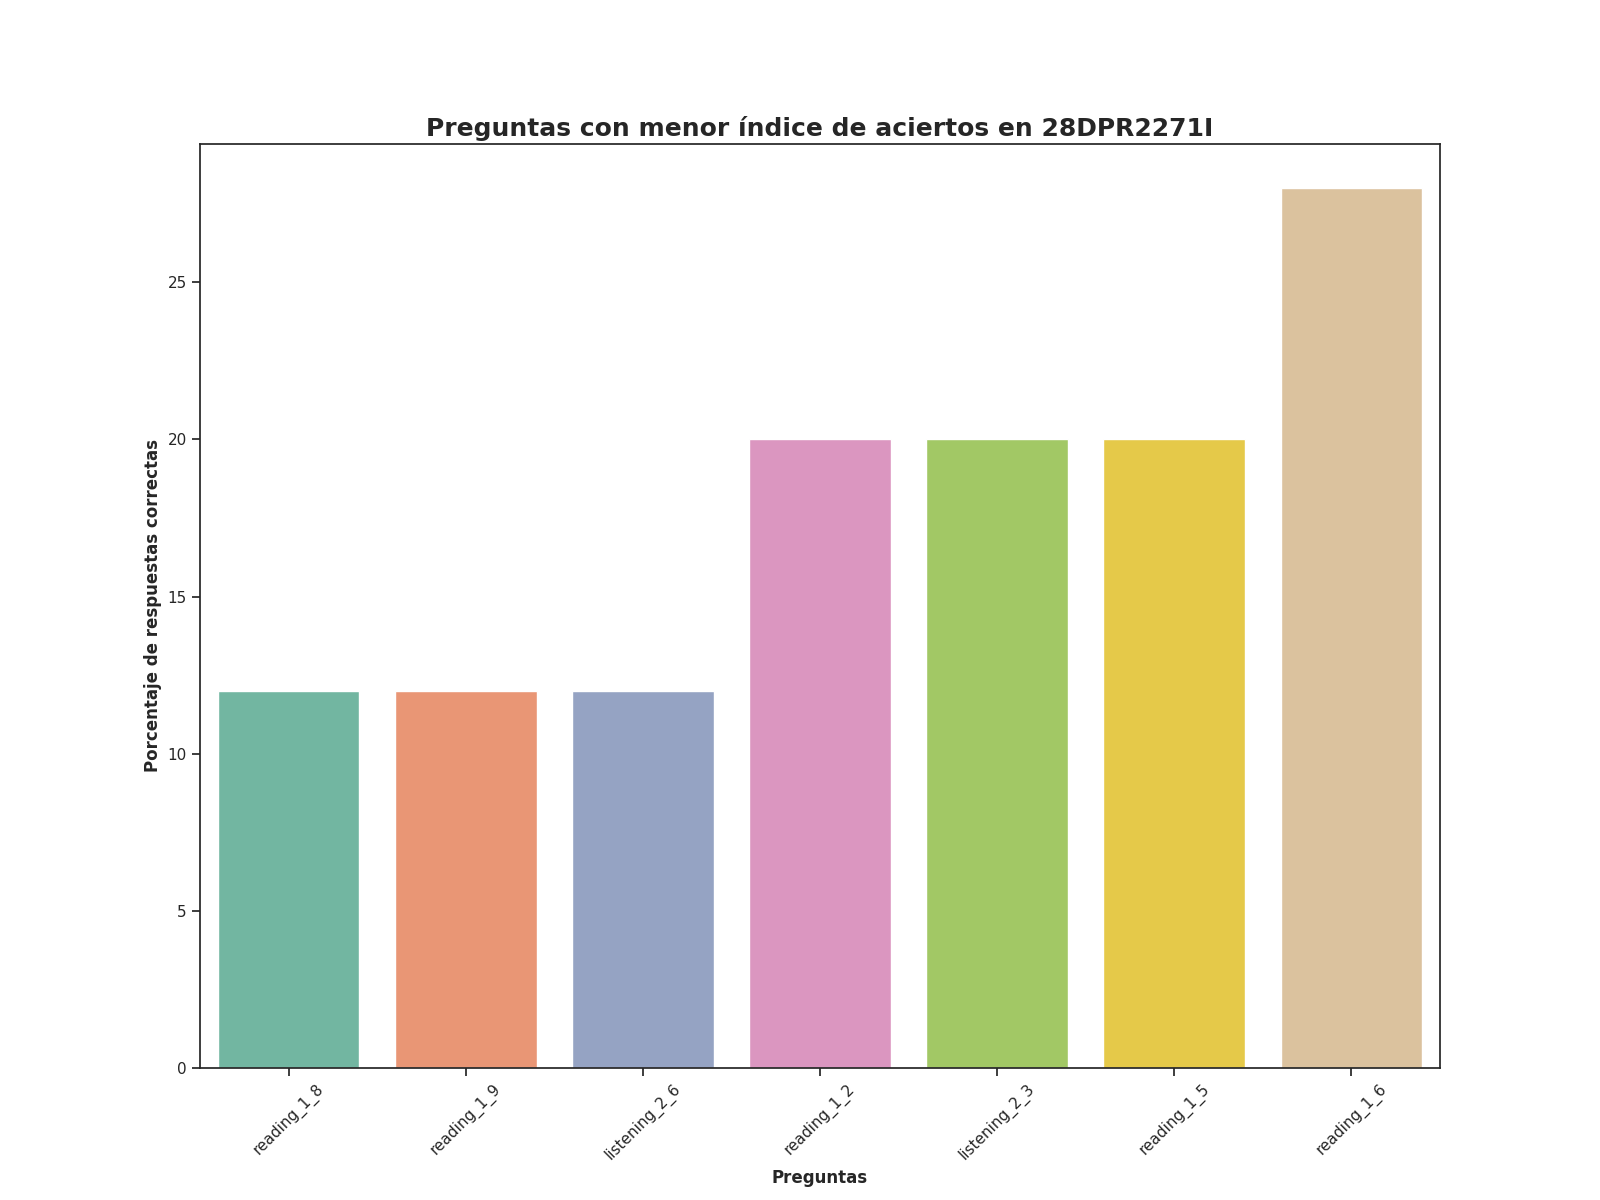 Preguntas con menor índice de aciertos en 28DPR2271I
Porcentaje de respuestas correctas
25
20
15
10
5
0
reading_1_8
reading_1_9
listening_2_6
reading_1_2
listening_2_3
reading_1_5
reading_1_6
Preguntas